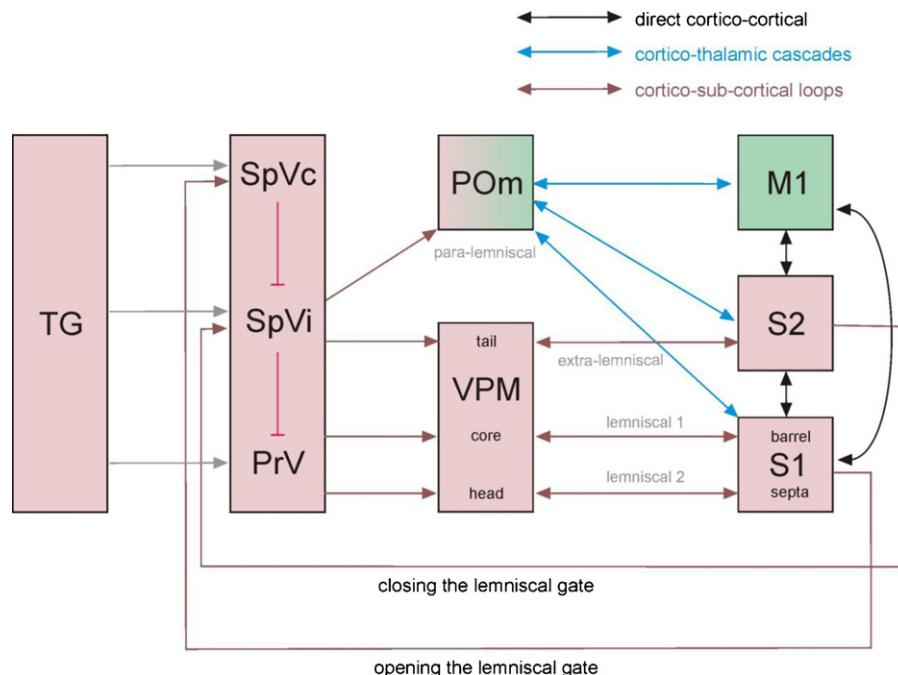 direct cortico-cortical
cortico-thalamic cascades
cortico-sub-cortical loops
SpVc
POm
M1
para-lemniscal
TG
SpVi
S2
tail
extra-lemniscal
VPM
lemniscal 1
barrel
core
PrV
S1
lemniscal 2
head
septa
closing the lemniscal gate
opening the lemniscal gate